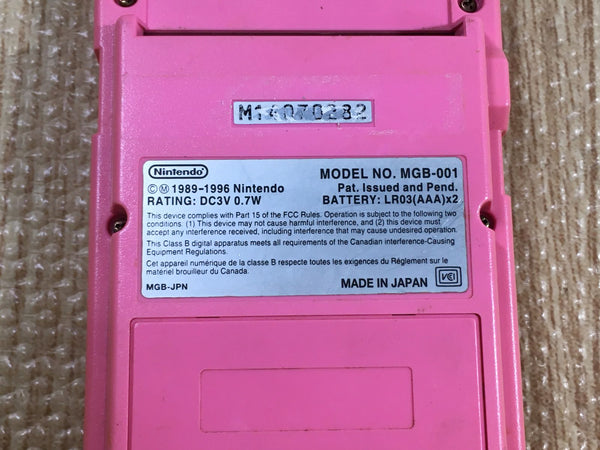 M14070282
Nintendo
©Ⓜ 1989-1996 Nintendo
RATING: DC3V 0.7W
MODEL NO. MGB-001
Pat. Issued and Pend.
BATTERY: LR03(AAA)x2
This device complies with Part 15 of the FCC Rules. Operation is subject to the following two
conditions. (1) This device may not cause harmful interference, and (2) this device must
accept any interference received, including interference that may cause undesired operation.
This Class B digital apparatus meets all requirements of the Canadian interference-Causing
Equipment Regulations.
Cet appareil numérique de la classe B respecte toutes les exigences du Réglement sur le
matériel brouilleur du Canada.
MGB-JPN
MADE IN JAPAN
VCI